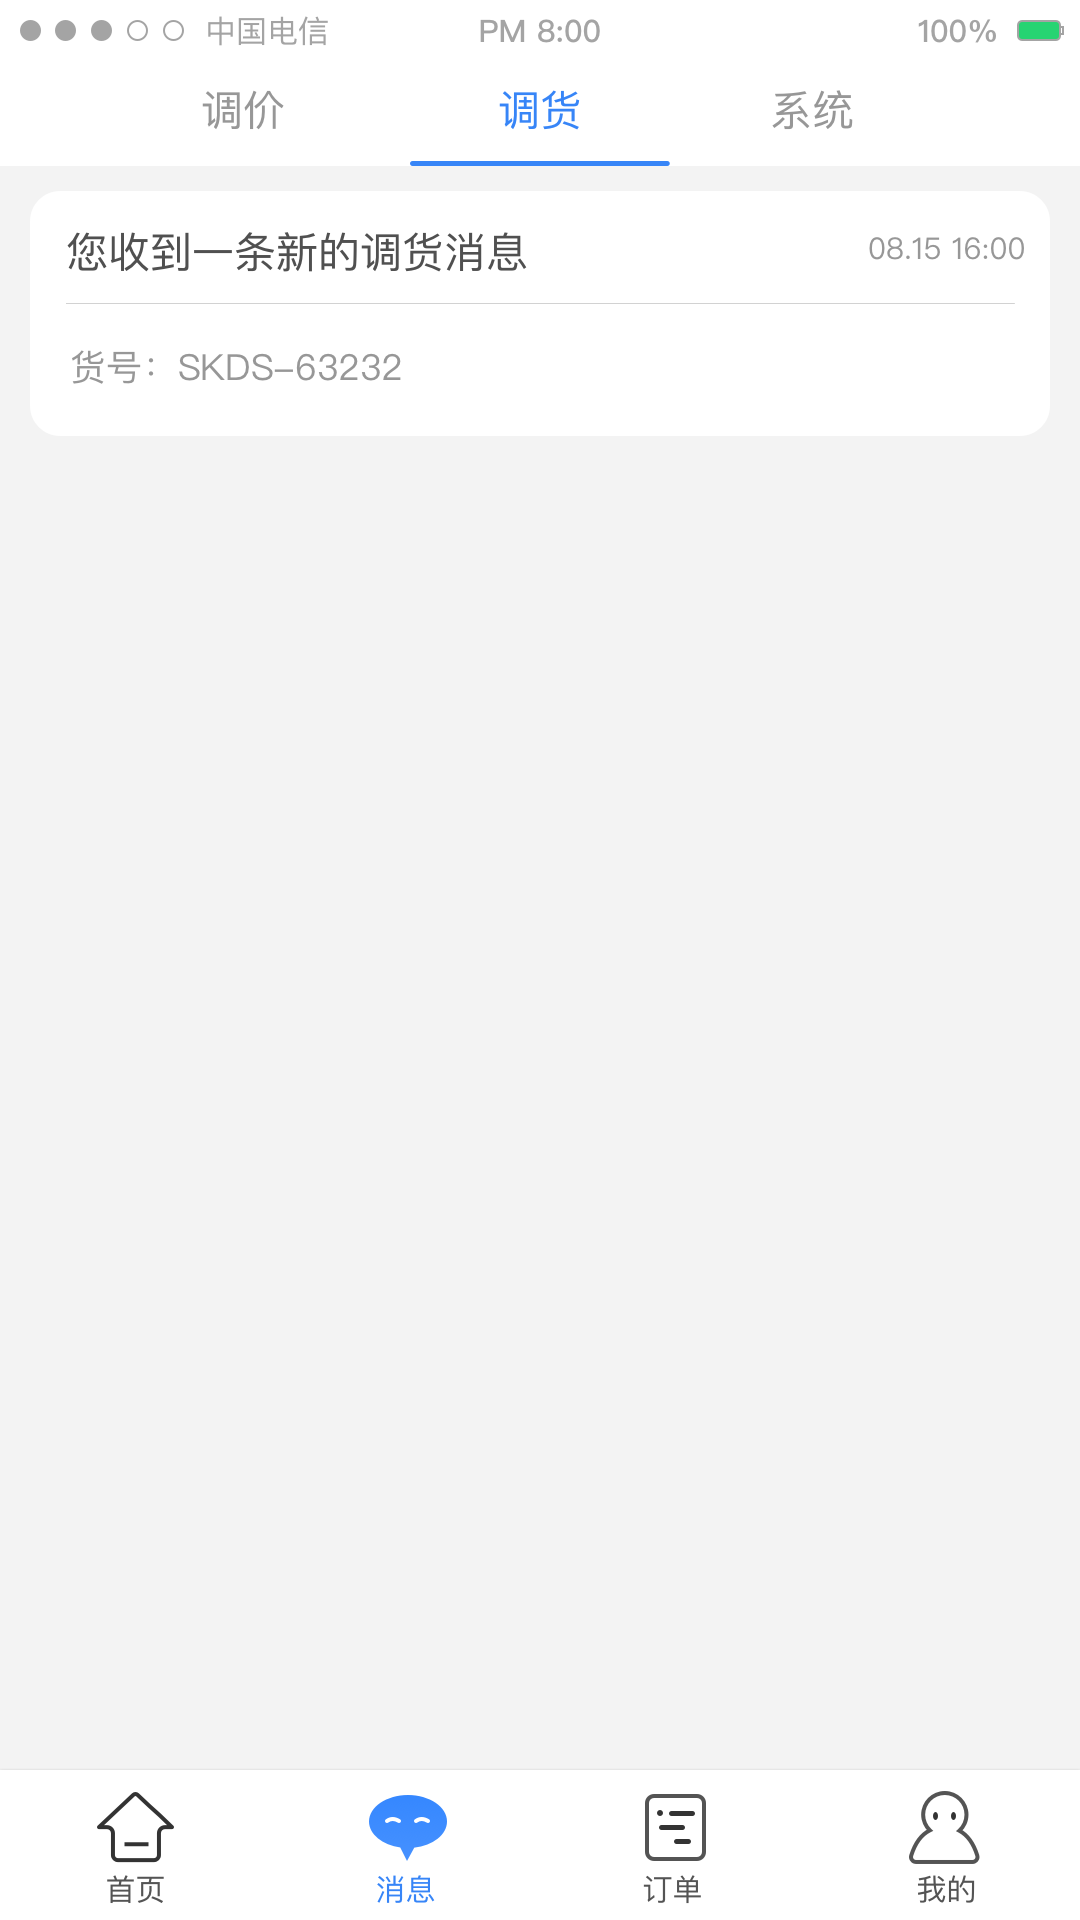 中国电信 PM 8:00 100%
调价 调货 系统
您收到一条新的调货消息 08.15 16:00
货号：SKDS-63232
首页 消息 订单 我的